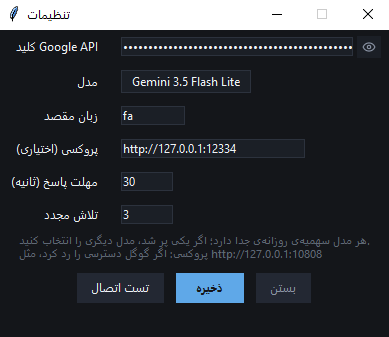 تنظیمات
کلید Google API ••••••••••••••••••••••••••••••••••••••••••••••
مدل Gemini 3.5 Flash Lite
زبان مقصد fa
پروکسی (اختیاری) http://127.0.0.1:12334
مهلت پاسخ (ثانیه) 30
تلاش مجدد 3
هر مدل سهمیه‌ی روزانه‌ی جدا دارد؛ اگر یکی پر شد، مدل دیگری را انتخاب کنید.
پروکسی: اگر گوگل دسترسی را رد کرد، مثل http://127.0.0.1:10808
تست اتصال ذخیره بستن